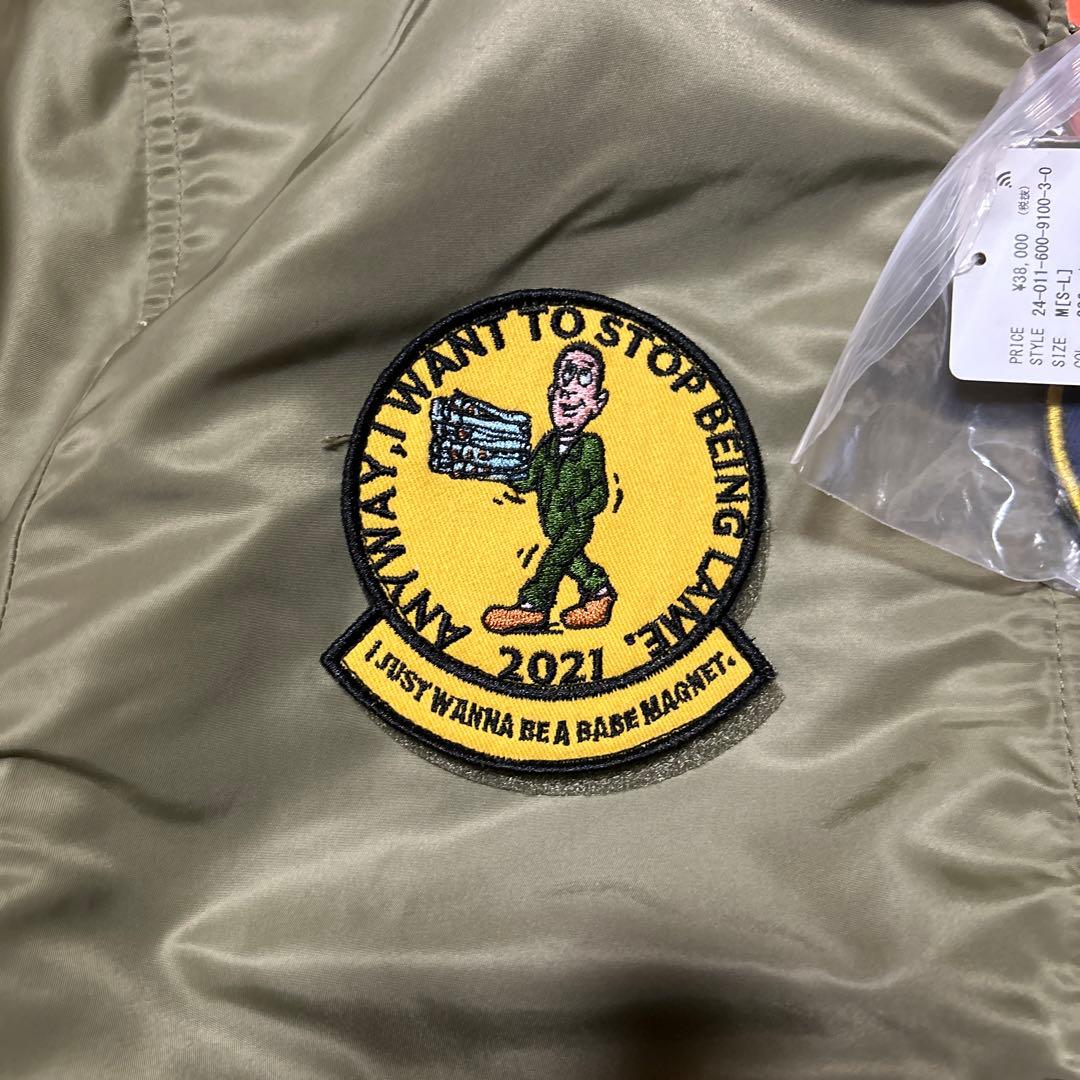 ANYWAY, I WANT TO STOP BEING LAME.
2021
I JUST WANNA BE A BABE MAGNET.
PRICE ¥38,000 (税抜)
STYLE 24-011-600-9100-3-0
SIZE M[S-L]